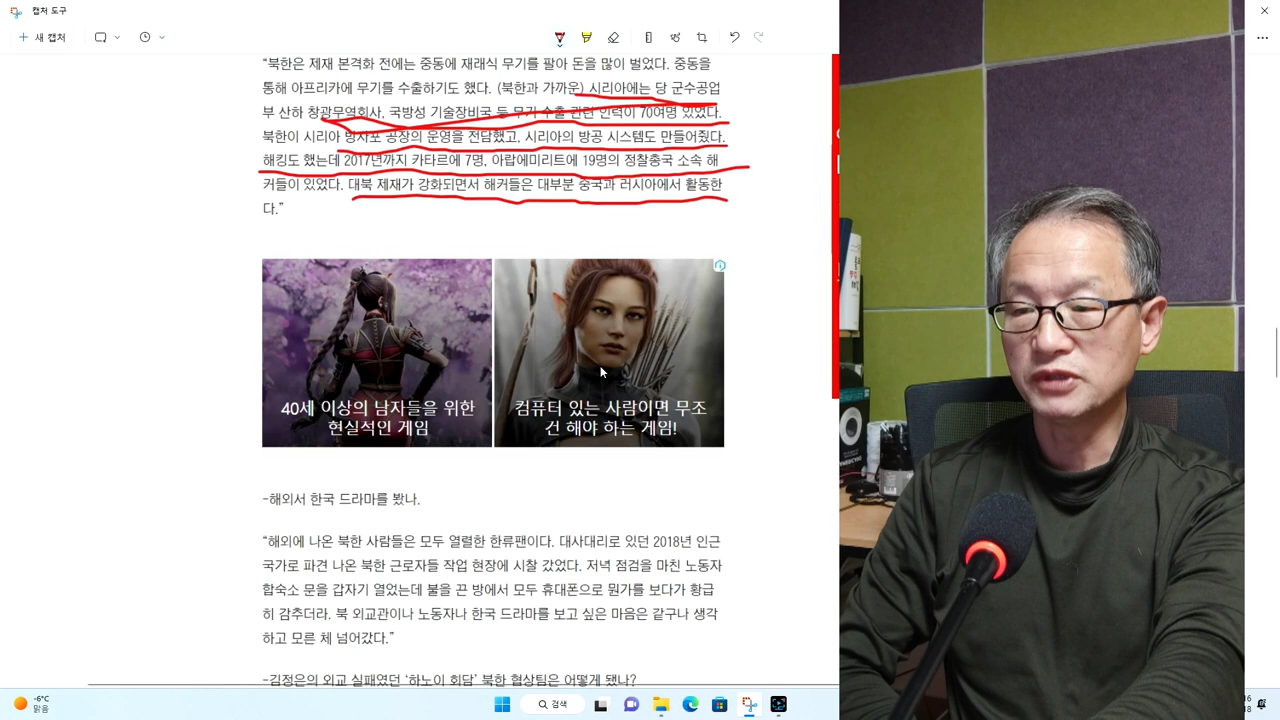 캡처 도구
새 캡처
“북한은 제재 본격화 전에는 중동에 재래식 무기를 팔아 돈을 많이 벌었다. 중동을
통해 아프리카에 무기를 수출하기도 했다. (북한과 가까운) 시리아에는 당 군수공업
부 산하 창광무역회사, 국방성 기술장비국 등 무기 수출 관련 인력이 70여명 있었다.
북한이 시리아 방사포 공장의 운영을 전담했고, 시리아의 방공 시스템도 만들어줬다.
해킹도 했는데 2017년까지 카타르에 7명, 아랍에미리트에 19명의 정찰총국 소속 해
커들이 있었다. 대북 제재가 강화되면서 해커들은 대부분 중국과 러시아에서 활동한
다.”
40세 이상의 남자들을 위한
현실적인 게임
컴퓨터 있는 사람이면 무조
건 해야 하는 게임!
-해외서 한국 드라마를 봤나.
“해외에 나온 북한 사람들은 모두 열렬한 한류팬이다. 대사대리로 있던 2018년 인근
국가로 파견 나온 북한 근로자들 작업 현장에 시찰 갔었다. 저녁 점검을 마친 노동자
합숙소 문을 갑자기 열었는데 불을 끈 방에서 모두 휴대폰으로 뭔가를 보다가 황급
히 감추더라. 북 외교관이나 노동자나 한국 드라마를 보고 싶은 마음은 같구나 생각
하고 모른 체 넘어갔다.”
-김정은의 외교 실패였던 ‘하노이 회담’ 북한 협상팀은 어떻게 됐나?
-6°C
맑음
검색